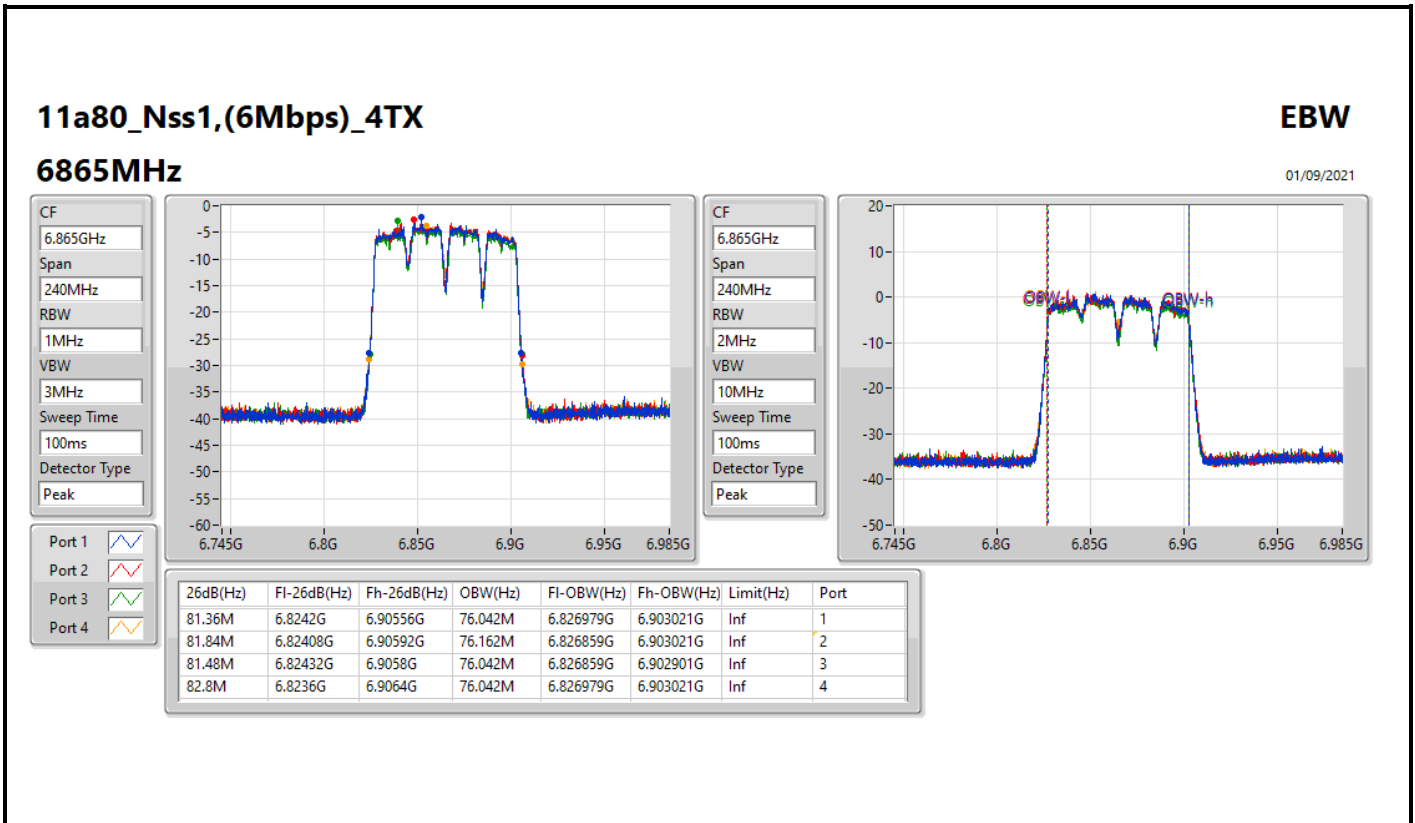 11a80_Nss1,(6Mbps)_4TX
EBW
6865MHz
01/09/2021
CF
6.865GHz
Span
240MHz
RBW
1MHz
VBW
3MHz
Sweep Time
100ms
Detector Type
Peak
0
-5
-10
-15
-20
-25
-30
-35
-40
-45
-50
-55
-60
6.745G 6.8G 6.85G 6.9G 6.95G 6.985G
CF
6.865GHz
Span
240MHz
RBW
2MHz
VBW
10MHz
Sweep Time
100ms
Detector Type
Peak
20
10
0
-10
-20
-30
-40
-50
OBW-l OBW-h
6.745G 6.8G 6.85G 6.9G 6.95G 6.985G
Port 1
Port 2
Port 3
Port 4
26dB(Hz) Fl-26dB(Hz) Fh-26dB(Hz) OBW(Hz) Fl-OBW(Hz) Fh-OBW(Hz) Limit(Hz) Port
81.36M 6.8242G 6.90556G 76.042M 6.826979G 6.903021G Inf 1
81.84M 6.82408G 6.90592G 76.162M 6.826859G 6.903021G Inf 2
81.48M 6.82432G 6.9058G 76.042M 6.826859G 6.902901G Inf 3
82.8M 6.8236G 6.9064G 76.042M 6.826979G 6.903021G Inf 4